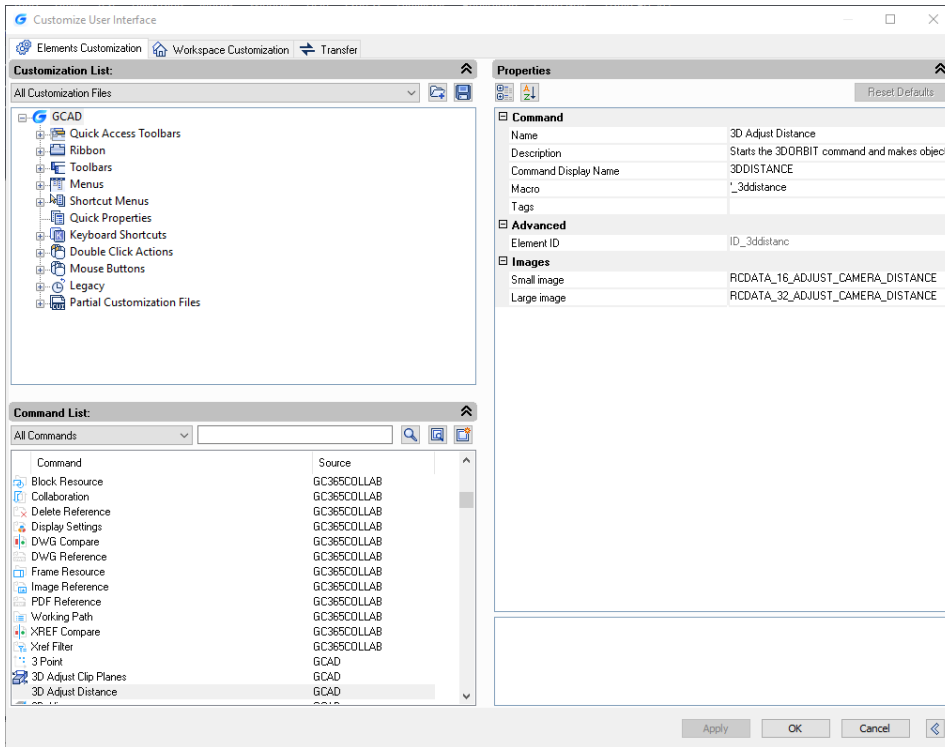 Customize User Interface
Elements Customization
Workspace Customization
Transfer
Customization List:
All Customization Files
GCAD
Quick Access Toolbars
Ribbon
Toolbars
Menus
Shortcut Menus
Quick Properties
Keyboard Shortcuts
Double Click Actions
Mouse Buttons
Legacy
Partial Customization Files
Command List:
All Commands
Command Source
Block Resource GC365COLLAB
Collaboration GC365COLLAB
Delete Reference GC365COLLAB
Display Settings GC365COLLAB
DWG Compare GC365COLLAB
DWG Reference GC365COLLAB
Frame Resource GC365COLLAB
Image Reference GC365COLLAB
PDF Reference GC365COLLAB
Working Path GC365COLLAB
XREF Compare GC365COLLAB
Xref Filter GC365COLLAB
3 Point GCAD
3D Adjust Clip Planes GCAD
3D Adjust Distance GCAD
Properties
Reset Defaults
Command
Name 3D Adjust Distance
Description Starts the 3DORBIT command and makes objec
Command Display Name 3DDISTANCE
Macro '_3ddistance
Tags
Advanced
Element ID ID_3ddistanc
Images
Small image RCDATA_16_ADJUST_CAMERA_DISTANCE
Large image RCDATA_32_ADJUST_CAMERA_DISTANCE
Apply
OK
Cancel